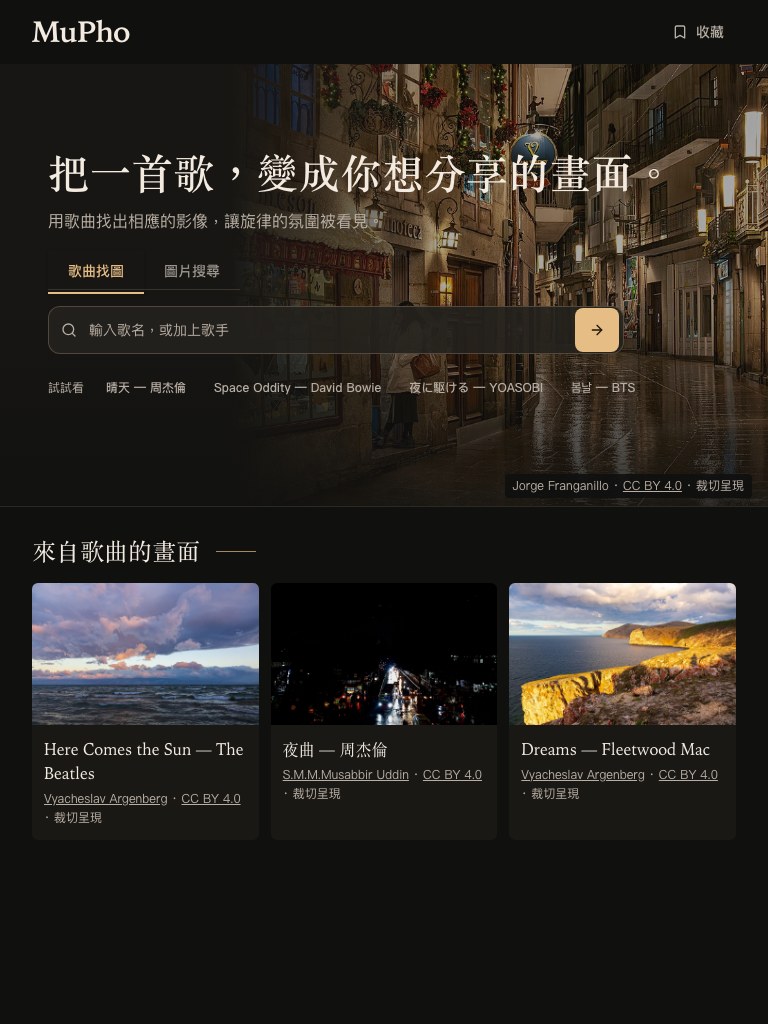 MuPho
收藏
把一首歌，變成你想分享的畫面。
用歌曲找出相應的影像，讓旋律的氛圍被看見。
歌曲找圖
圖片搜尋
輸入歌名，或加上歌手
試試看 晴天 — 周杰倫 Space Oddity — David Bowie 夜に駆ける — YOASOBI 봄날 — BTS
Jorge Franganillo · CC BY 4.0 · 裁切呈現
來自歌曲的畫面
Here Comes the Sun — The
Beatles
Vyacheslav Argenberg · CC BY 4.0
· 裁切呈現
夜曲 — 周杰倫
S.M.M.Musabbir Uddin · CC BY 4.0
· 裁切呈現
Dreams — Fleetwood Mac
Vyacheslav Argenberg · CC BY 4.0
· 裁切呈現